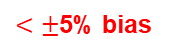 < ±5% bias